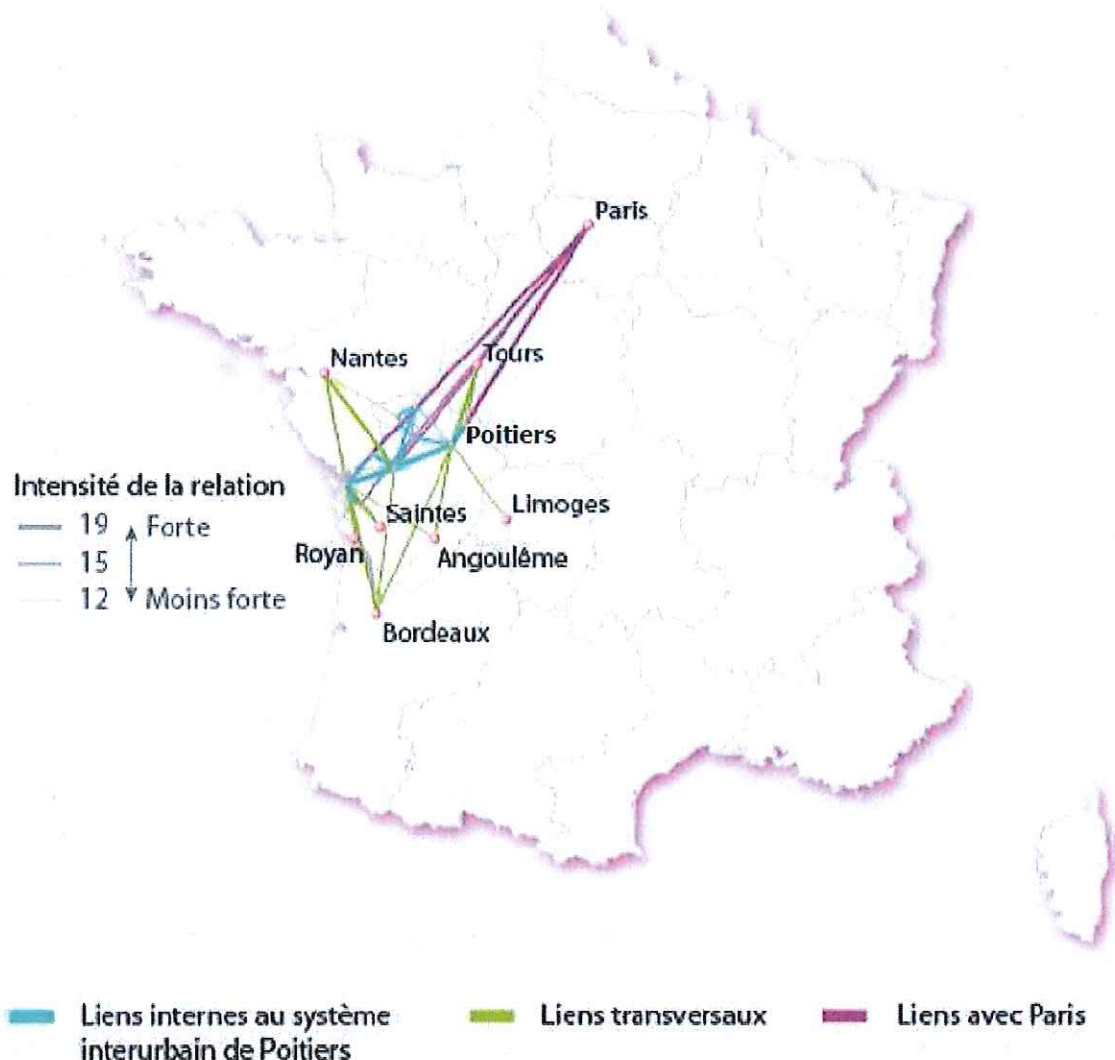 Paris
Nantes
Tours
Poitiers
Intensité de la relation
19 Forte
15
12 Moins forte
Saintes
Limoges
Royan
Angoulême
Bordeaux
Liens internes au système
interurbain de Poitiers
Liens transversaux
Liens avec Paris